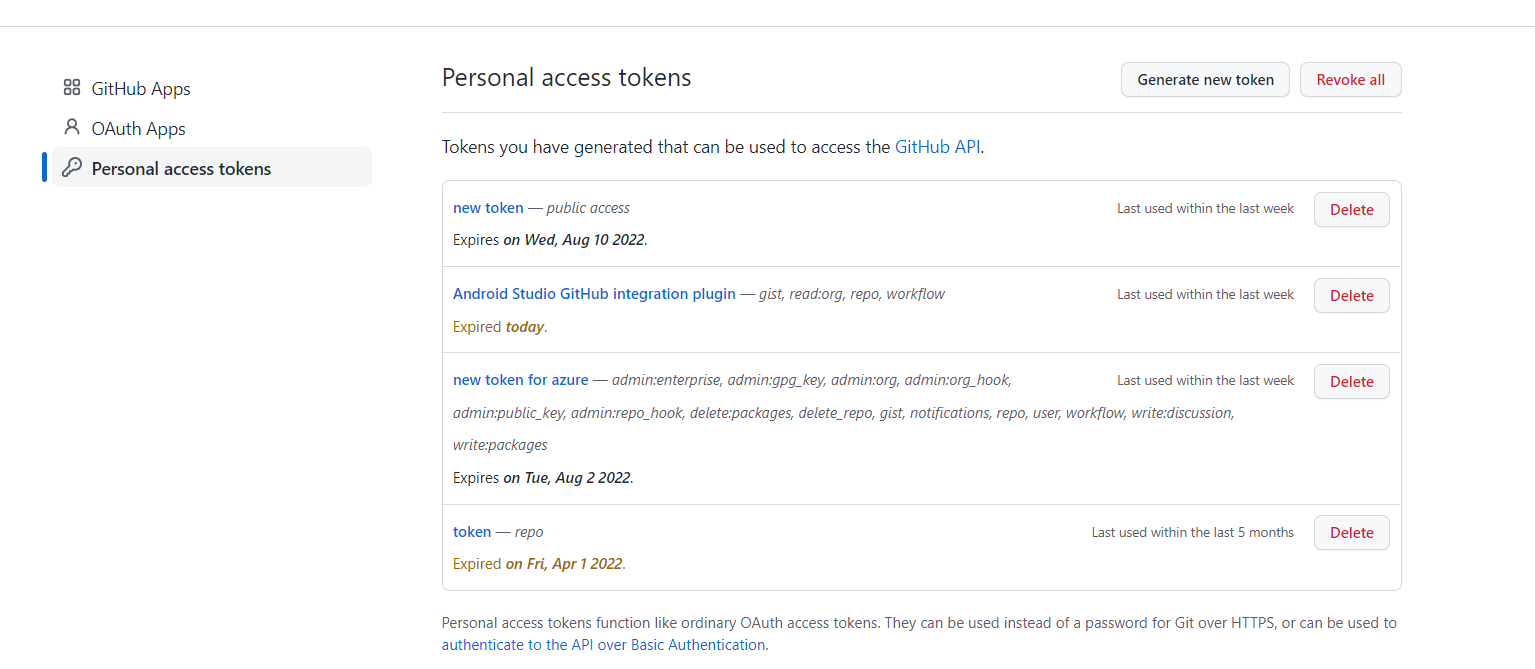 GitHub Apps
OAuth Apps
Personal access tokens
Personal access tokens
Generate new token
Revoke all
Tokens you have generated that can be used to access the GitHub API.
new token — public access
Last used within the last week
Delete
Expires on Wed, Aug 10 2022.
Android Studio GitHub integration plugin — gist, read:org, repo, workflow
Last used within the last week
Delete
Expired today.
new token for azure — admin:enterprise, admin:gpg_key, admin:org, admin:org_hook,
Last used within the last week
Delete
admin:public_key, admin:repo_hook, delete:packages, delete_repo, gist, notifications, repo, user, workflow, write:discussion,
write:packages
Expires on Tue, Aug 2 2022.
token — repo
Last used within the last 5 months
Delete
Expired on Fri, Apr 1 2022.
Personal access tokens function like ordinary OAuth access tokens. They can be used instead of a password for Git over HTTPS, or can be used to
authenticate to the API over Basic Authentication.